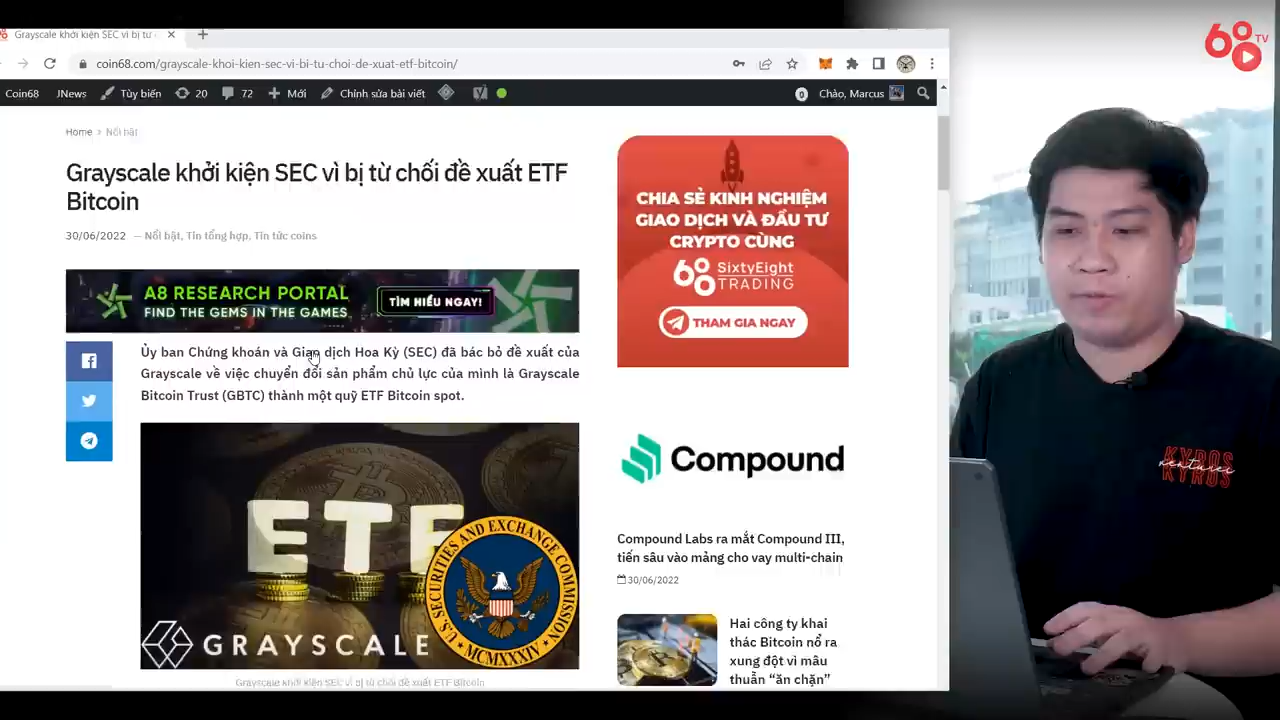 Grayscale khởi kiện SEC vì bị từ c
coin68.com/grayscale-khoi-kien-sec-vi-bi-tu-choi-de-xuat-etf-bitcoin/
Coin68 JNews Tùy biến 20 72 Mới Chỉnh sửa bài viết 0 Chào, Marcus
68 TV
Home > Nổi bật
Grayscale khởi kiện SEC vì bị từ chối đề xuất ETF
Bitcoin
30/06/2022 — Nổi bật, Tin tổng hợp, Tin tức coins
A8 RESEARCH PORTAL
FIND THE GEMS IN THE GAMES
TÌM HIỂU NGAY!
Ủy ban Chứng khoán và Giao dịch Hoa Kỳ (SEC) đã bác bỏ đề xuất của
Grayscale về việc chuyển đổi sản phẩm chủ lực của mình là Grayscale
Bitcoin Trust (GBTC) thành một quỹ ETF Bitcoin spot.
ETF
U.S. SECURITIES AND EXCHANGE COMMISSION
MCMXXXIV
GRAYSCALE
Grayscale khởi kiện SEC vì bị từ chối đề xuất ETF Bitcoin
CHIA SẺ KINH NGHIỆM
GIAO DỊCH VÀ ĐẦU TƯ
CRYPTO CÙNG
68 SixtyEight
TRADING
THAM GIA NGAY
Compound
Compound Labs ra mắt Compound III,
tiến sâu vào mảng cho vay multi-chain
30/06/2022
Hai công ty khai
thác Bitcoin nổ ra
xung đột vì mâu
thuẫn “ăn chặn”
KYROS
ventures
KYROS